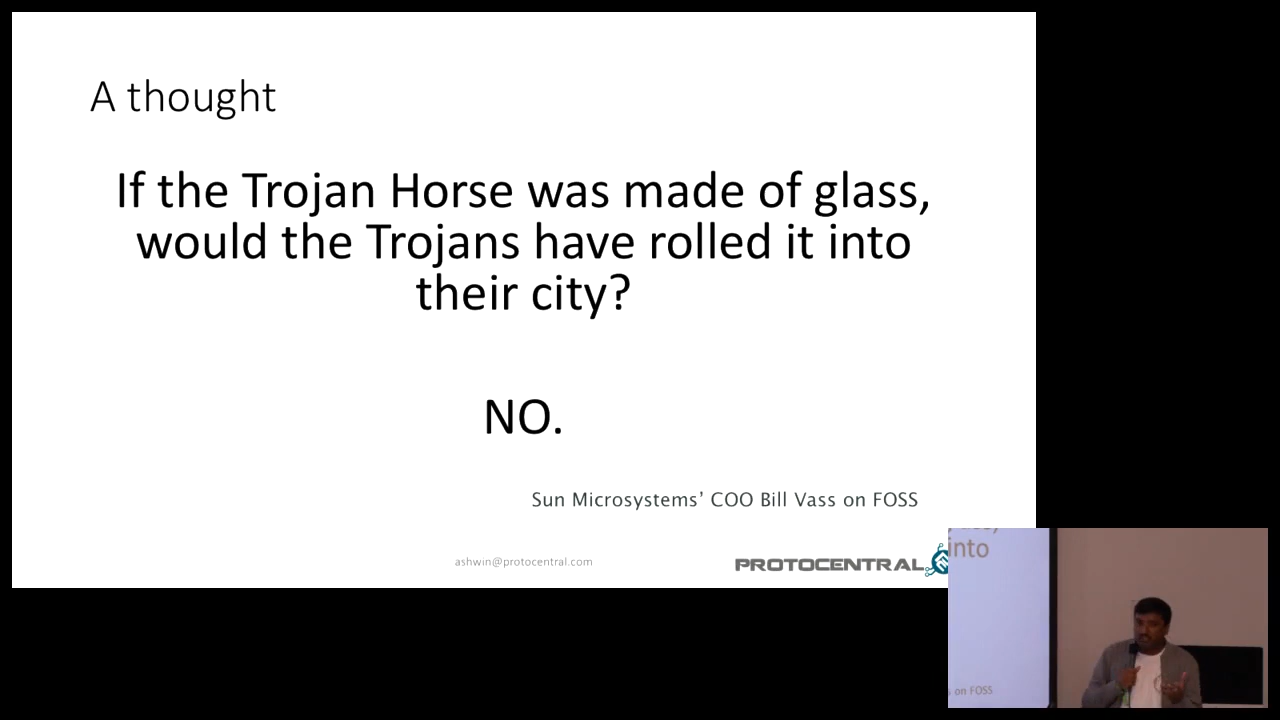 A thought
If the Trojan Horse was made of glass,
would the Trojans have rolled it into
their city?
NO.
Sun Microsystems’ COO Bill Vass on FOSS
ashwin@protocentral.com
PROTOCENTRAL
into
on FOSS